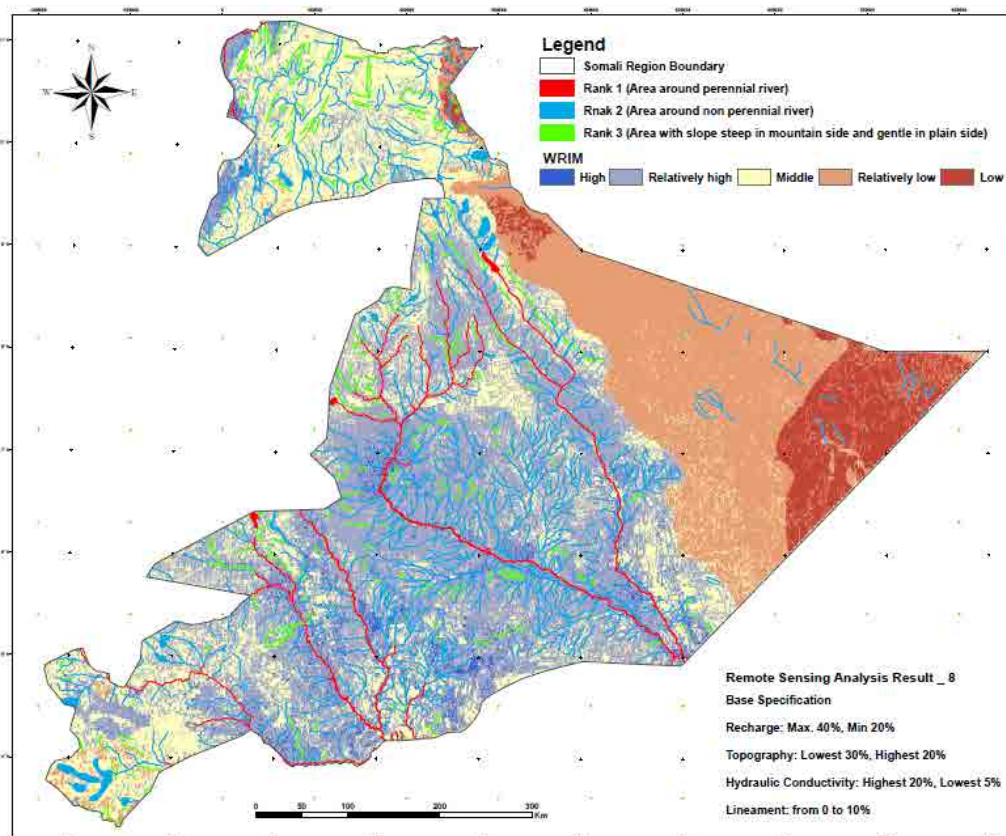 N
W
E
S
Legend
Somali Region Boundary
Rank 1 (Area around perennial river)
Rnak 2 (Area around non perennial river)
Rank 3 (Area with slope steep in mountain side and gentle in plain side)
WRIM
High Relatively high Middle Relatively low Low
Remote Sensing Analysis Result _ 8
Base Specification
Recharge: Max. 40%, Min 20%
Topography: Lowest 30%, Highest 20%
Hydraulic Conductivity: Highest 20%, Lowest 5%
Lineament: from 0 to 10%
0 50 100 200 300
Km